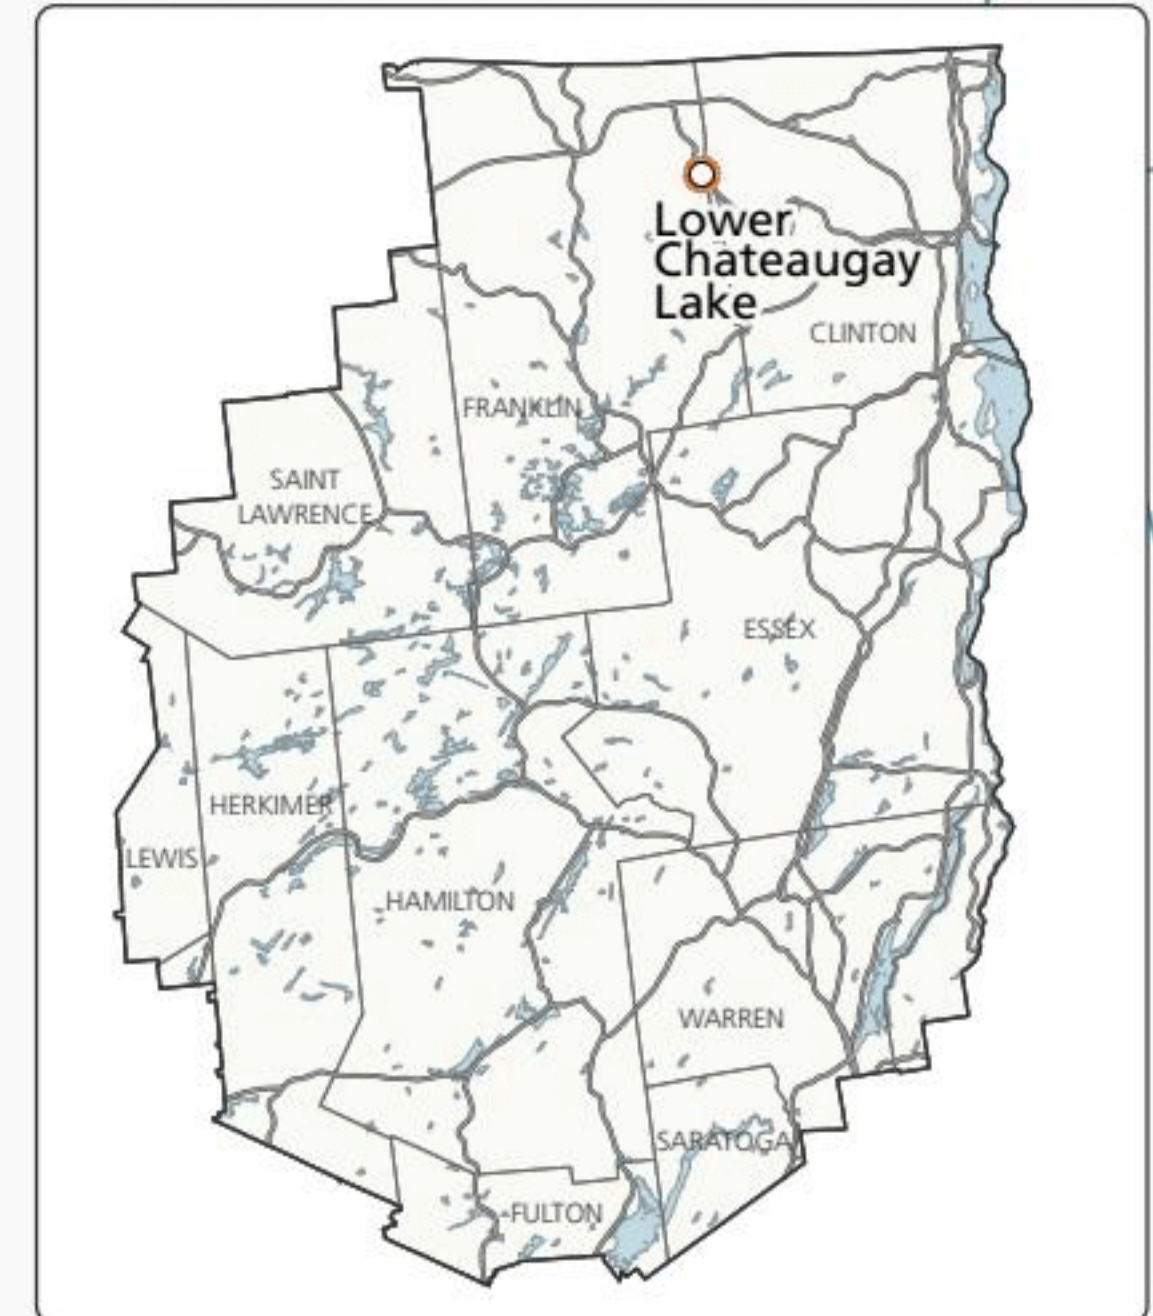 Lower
Chateaugay
Lake
CLINTON
FRANKLIN
SAINT
LAWRENCE
ESSEX
HERKIMER
LEWIS
HAMILTON
WARREN
SARATOGA
FULTON